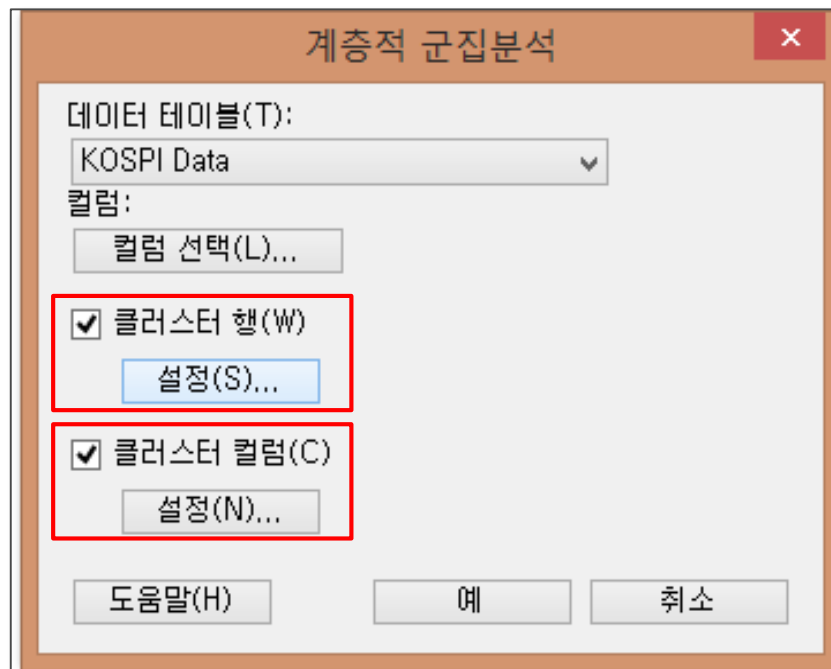 계층적 군집분석
데이터 테이블(T):
KOSPI Data
컬럼:
컬럼 선택(L)...
클러스터 행(W)
설정(S)...
클러스터 컬럼(C)
설정(N)...
도움말(H) 예 취소